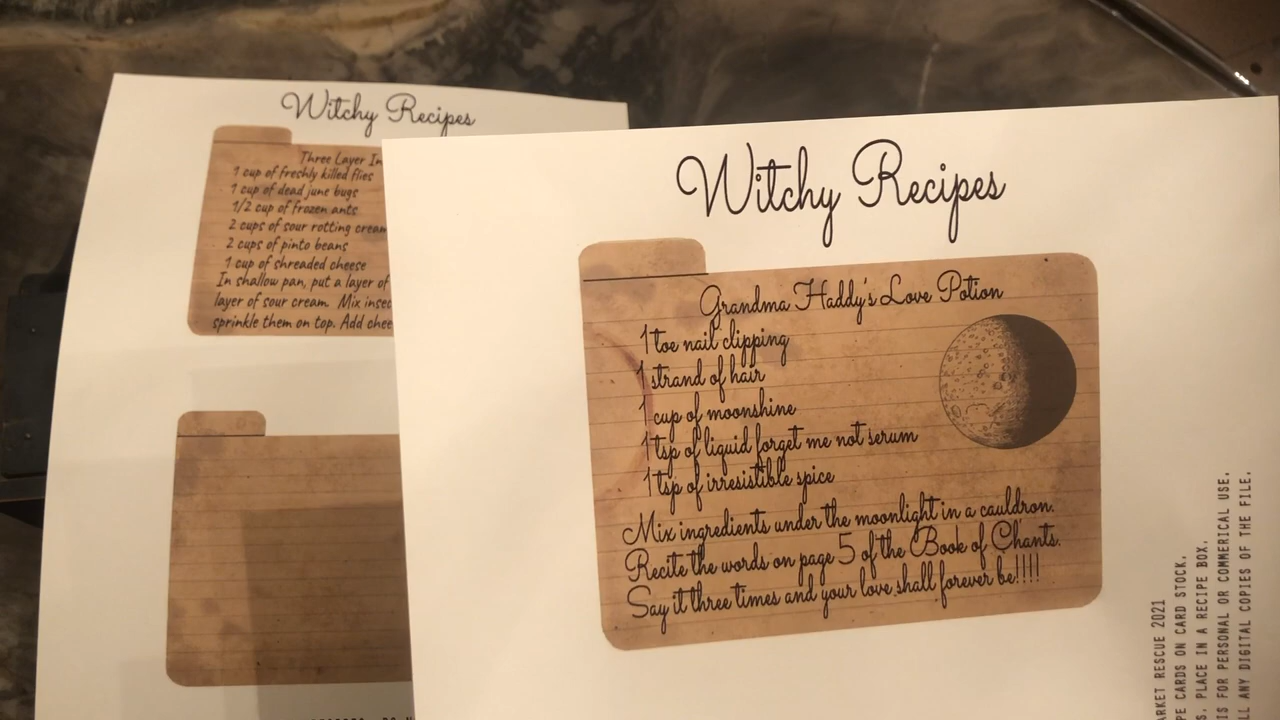 Witchy Recipes
Three Layer
1 cup of freshly killed flies
1 cup of dead june bugs
1/2 cup of frozen ants
2 cups of sour rotting cream
2 cups of pinto beans
1 cup of shreaded cheese
In shallow pan, put a layer of
layer of sour cream. Mix
sprinkle them on top. Add
Witchy Recipes
Grandma Haddy's Love Potion
1 toe nail clipping
1 strand of hair
1 cup of moonshine
1 tsp of liquid forget me not serum
1 tsp of irresistible spice
Mix ingredients under the moonlight in a cauldron.
Recite the words on page 5 of the Book of Chants.
Say it three times and your love shall forever be!!!!
RESCUE 2021
CARDS ON CARD STOCK.
PLACE IN A RECIPE BOX.
IS FOR PERSONAL OR COMMERICAL USE.
ANY DIGITAL COPIES OF THE FILE.